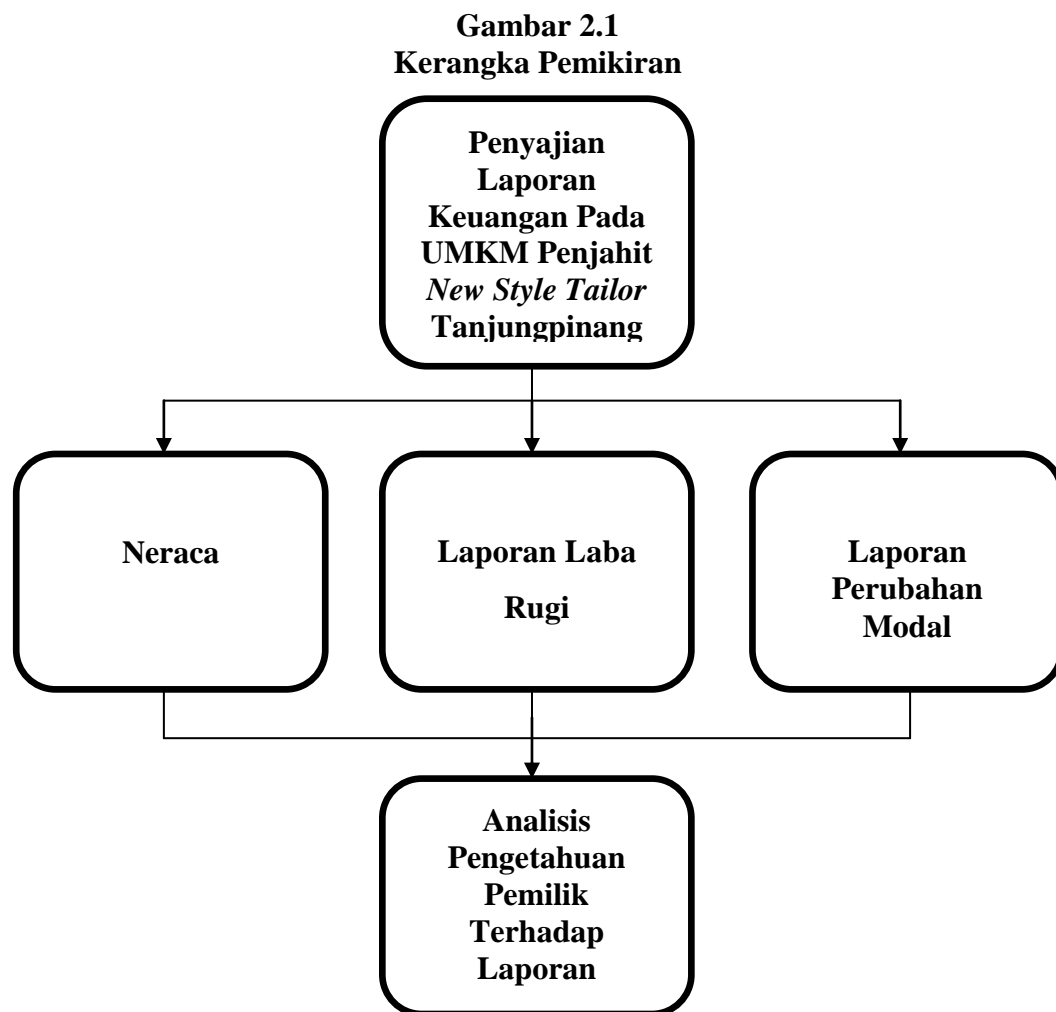 Gambar 2.1
Kerangka Pemikiran
Penyajian
Laporan
Keuangan Pada
UMKM Penjahit
New Style Tailor
Tanjungpinang
Neraca
Laporan Laba
Rugi
Laporan
Perubahan
Modal
Analisis
Pengetahuan
Pemilik
Terhadap
Laporan